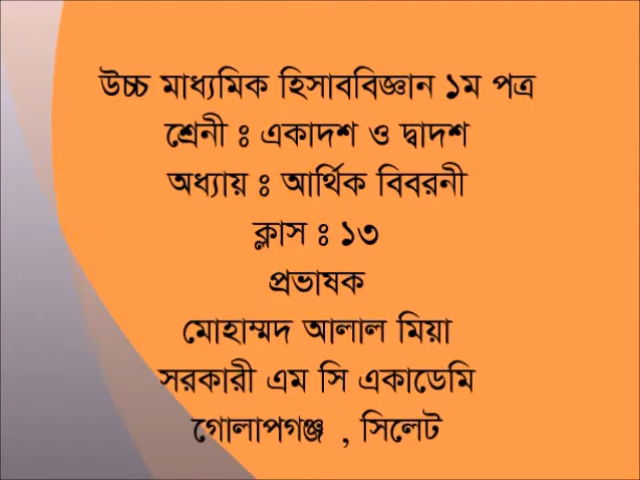 উচ্চ মাধ্যমিক হিসাববিজ্ঞান ১ম পত্র
শ্রেনী ঃ একাদশ ও দ্বাদশ
অধ্যায় ঃ আর্থিক বিবরনী
ক্লাস ঃ ১৩
প্রভাষক
মোহাম্মদ আলাল মিয়া
সরকারী এম সি একাডেমি
গোলাপগঞ্জ , সিলেট